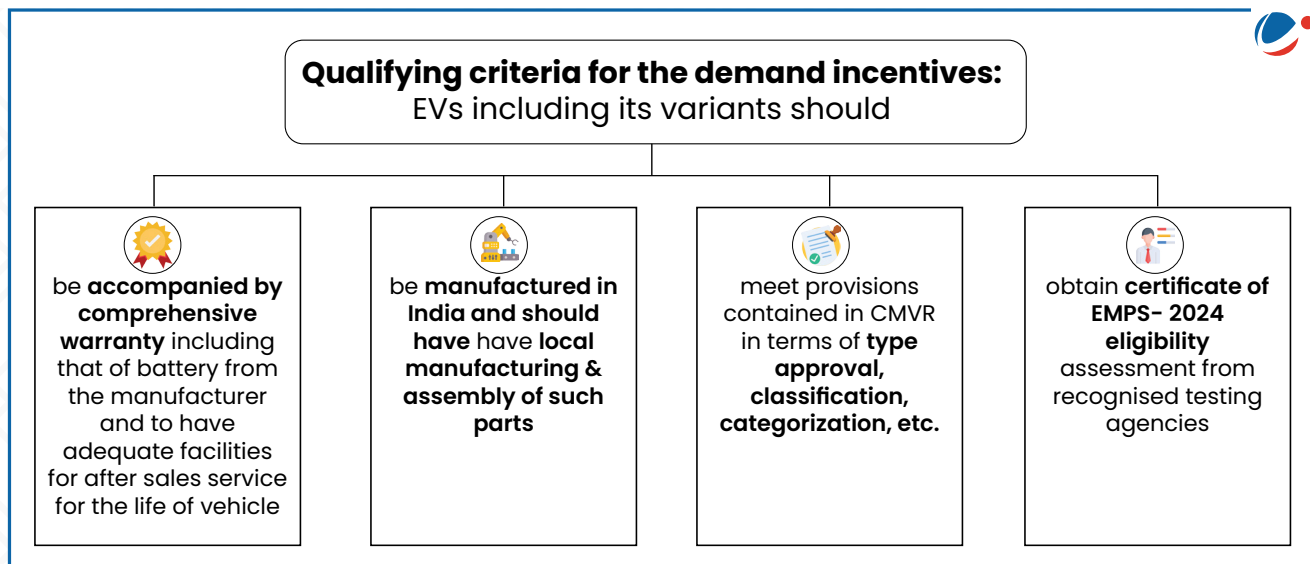 Qualifying criteria for the demand incentives:
EVs including its variants should
be accompanied by
comprehensive
warranty including
that of battery from
the manufacturer
and to have
adequate facilities
for after sales service
for the life of vehicle
be manufactured in
India and should
have have local
manufacturing &
assembly of such
parts
meet provisions
contained in CMVR
in terms of type
approval,
classification,
categorization, etc.
obtain certificate of
EMPS- 2024
eligibility
assessment from
recognised testing
agencies